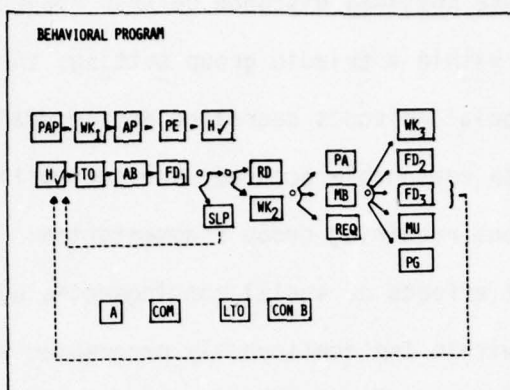 BEHAVIORAL PROGRAM
PAP WK1 AP PE H✓
H✓ TO AB FD1 RD
SLP WK2
PA
MB
REQ
WK3
FD2
FD3
MU
PG
A COM LTO CON B